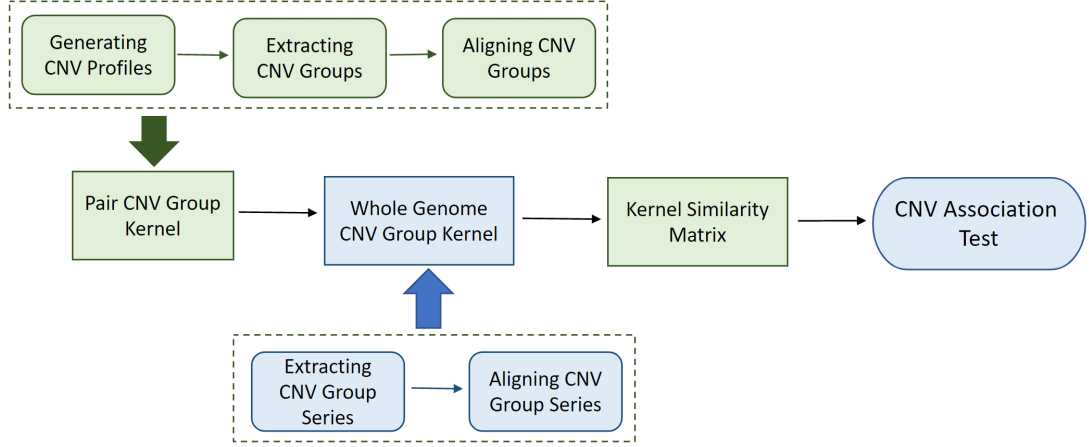 Generating
CNV Profiles
Extracting
CNV Groups
Aligning CNV
Groups
Pair CNV Group
Kernel
Whole Genome
CNV Group Kernel
Kernel Similarity
Matrix
CNV Association
Test
Extracting
CNV Group
Series
Aligning CNV
Group Series